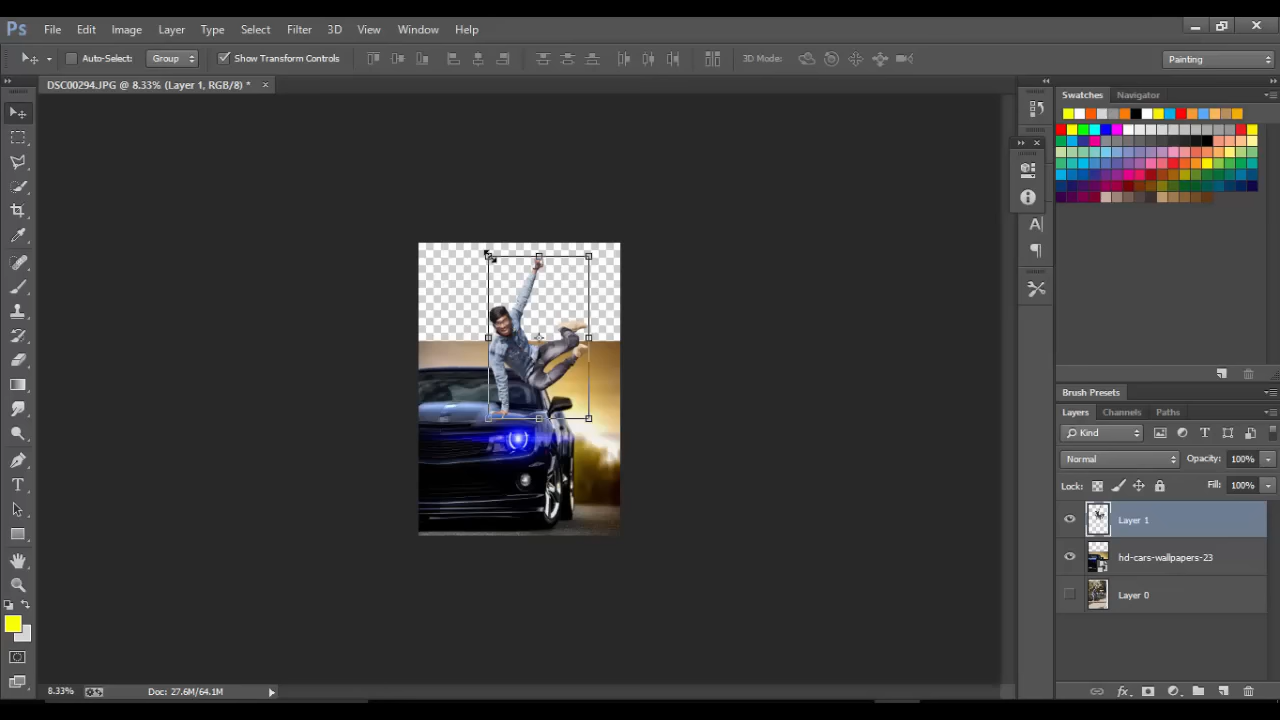 Ps File Edit Image Layer Type Select Filter 3D View Window Help
Auto-Select: Group Show Transform Controls 3D Mode: Painting
DSC00294.JPG @ 8.33% (Layer 1, RGB/8) *
Swatches Navigator
Brush Presets
Layers Channels Paths
Kind
Normal Opacity: 100%
Lock: Fill: 100%
Layer 1
hd-cars-wallpapers-23
Layer 0
8.33% Doc: 27.6M/64.1M